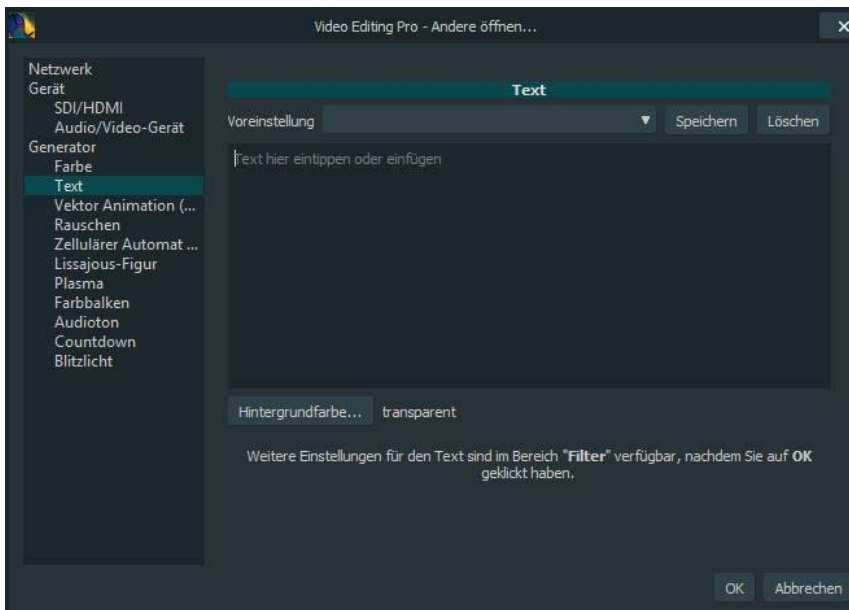 Video Editing Pro - Andere öffnen...
Netzwerk
Gerät
SDI/HDMI
Audio/Video-Gerät
Generator
Farbe
Text
Vektor Animation (...
Rauschen
Zellulärer Automat ...
Lissajous-Figur
Plasma
Farbbalken
Audioton
Countdown
Blitzlicht
Text
Voreinstellung
Speichern
Löschen
Text hier eintippen oder einfügen
Hintergrundfarbe...
transparent
Weitere Einstellungen für den Text sind im Bereich "Filter" verfügbar, nachdem Sie auf OK
geklickt haben.
OK
Abbrechen